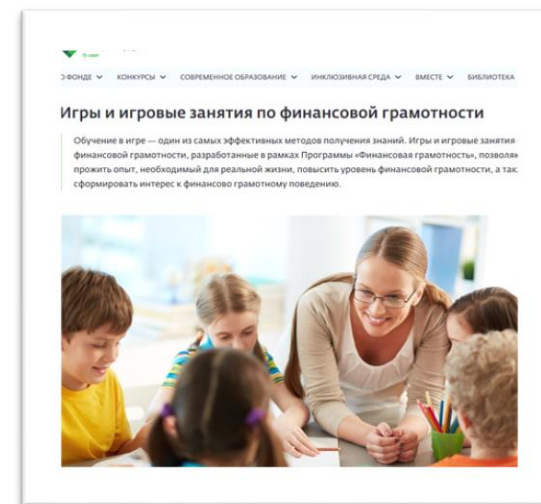 О ФОНДЕ КОНКУРСЫ СОВРЕМЕННОЕ ОБРАЗОВАНИЕ ИНКЛЮЗИВНАЯ СРЕДА ВМЕСТЕ БИБЛИОТЕКА
Игры и игровые занятия по финансовой грамотности
Обучение в игре — один из самых эффективных методов получения знаний. Игры и игровые занятия
финансовой грамотности, разработанные в рамках Программы «Финансовая грамотность», позволя
прожить опыт, необходимый для реальной жизни, повысить уровень финансовой грамотности, а так
сформировать интерес к финансово грамотному поведению.